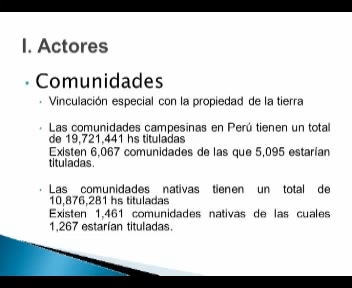 I. Actores
• Comunidades
• Vinculación especial con la propiedad de la tierra
• Las comunidades campesinas en Perú tienen un total
de 19,721,441 hs tituladas
Existen 6,067 comunidades de las que 5,095 estarían
tituladas.
• Las comunidades nativas tienen un total de
10,876,281 hs tituladas
Existen 1,461 comunidades nativas de las cuales
1,267 estarían tituladas.